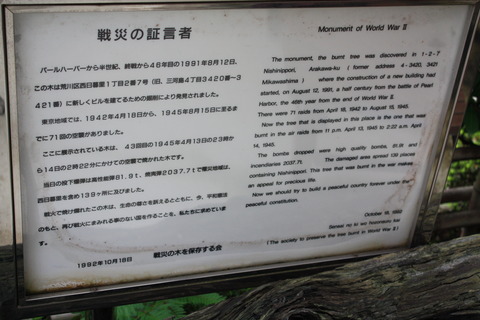 戦災の証言者
パールハーバーから半世紀、終戦から46年目の1991年8月12日、
この木は荒川区西日暮里1丁目2番7号（旧、三河島4丁目3420番ー3
421番）に新しくビルを建てるための掘削により発見されました。
東京地域では、1942年4月18日から、1945年8月15日に至るま
でに71回の空襲がありました。
ここに展示されている木は、43回目の1945年4月13日の23時か
ら14日の2時22分にかけての空襲で焼かれた木です。
当日の投下爆弾は高性能弾81.9t、焼夷弾2037.7tで罹災地域は、
西日暮里を含め139ヶ所に及びました。
戦火で焼け爛れたこの木は、生命の尊さを訴えるとともに、今、平和憲法
のもと、再び戦火にまみれる事のない国を作ることを、私たちに求めていま
す。
1992年10月18日 戦災の木を保存する会
Monument of World War II
The monument, the burnt tree was discovered in 1-2-7
Nishinippori, Arakawa-ku (former address 4-3420, 3421
Mikawashima) where the construction of a new building had
started, on August 12, 1991, a half century from the battle of Pearl
Harbor, the 46th year from the end of World War II.
There were 71 raids from April 18, 1942 to August 15, 1945.
Now the tree that is displayed in this place is the one that was
burnt in the air raids from 11 p.m. April 13, 1945 to 2:22 a.m. April
14, 1945.
The bombs dropped were high quality bombs, 81.9t and
incendiaries 2037.7t. The damaged area spread 139 places
containing Nishinippori. This tree that was burnt in the war makes
an appeal for precious life.
Now we should try to build a peaceful country forever under the
peaceful constitution.
October 18, 1992
Sensai no ki wo hozonsuru kai
(The society to preserve the tree burnt in World War II)